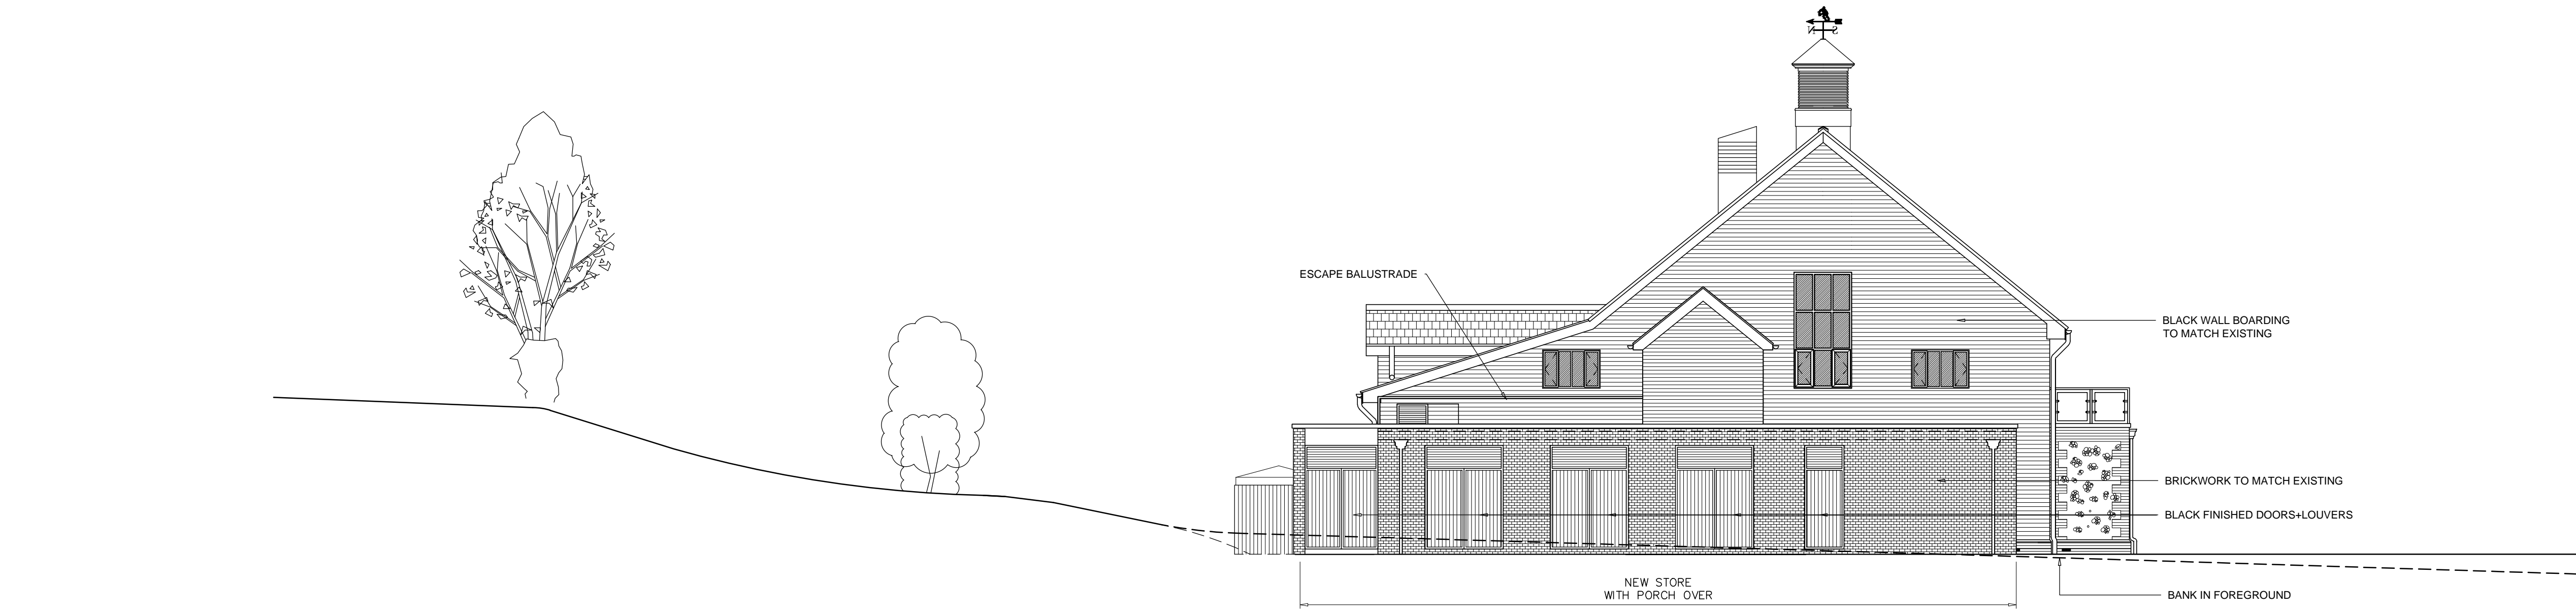 N S
ESCAPE BALUSTRADE
BLACK WALL BOARDING
TO MATCH EXISTING
BRICKWORK TO MATCH EXISTING
BLACK FINISHED DOORS+LOUVERS
NEW STORE
WITH PORCH OVER
BANK IN FOREGROUND